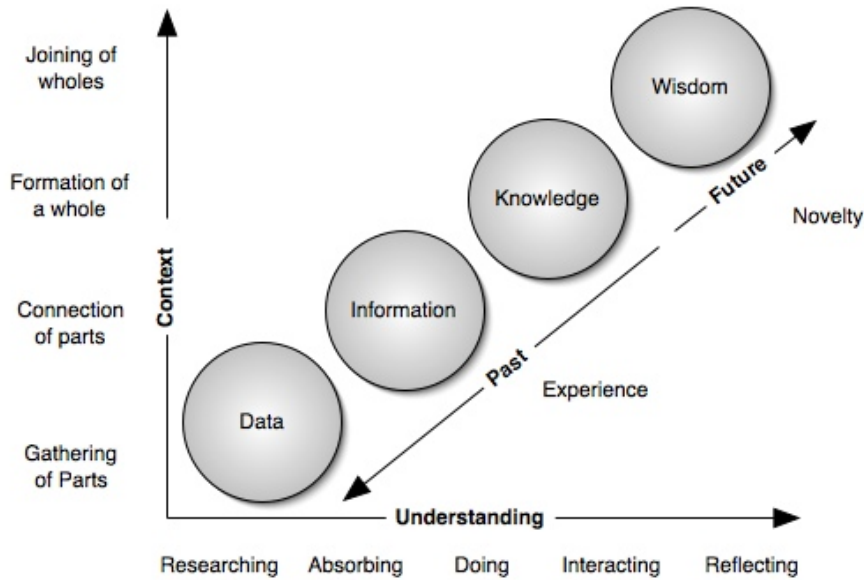 Joining of
wholes
Wisdom
Formation of
a whole
Knowledge
Future
Novelty
Context
Connection
of parts
Information
Past
Experience
Data
Gathering
of Parts
Understanding
Researching Absorbing Doing Interacting Reflecting